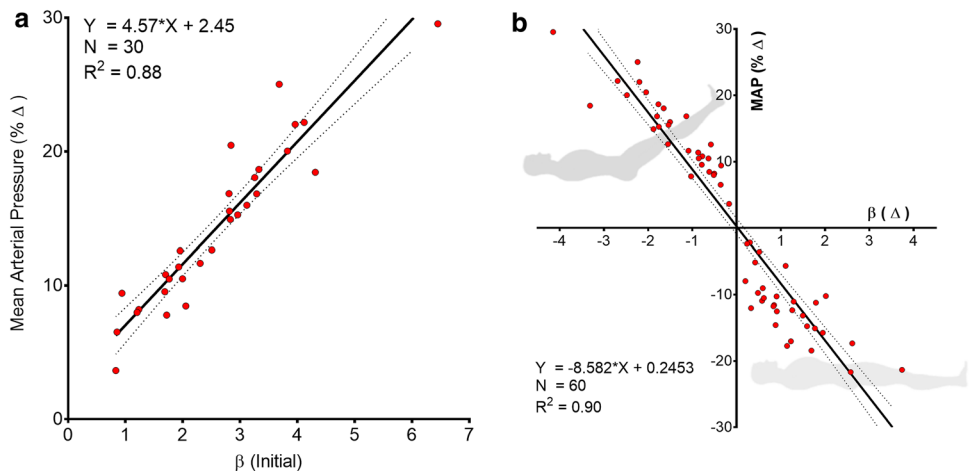 a
Y = 4.57*X + 2.45
N = 30
R² = 0.88
Mean Arterial Pressure (% Δ)
30
20
10
0
0 1 2 3 4 5 6 7
β (Initial)
b
MAP (% Δ)
30
20
10
β ( Δ )
-4 -3 -2 -1 0 1 2 3 4
-10
-20
-30
Y = -8.582*X + 0.2453
N = 60
R² = 0.90